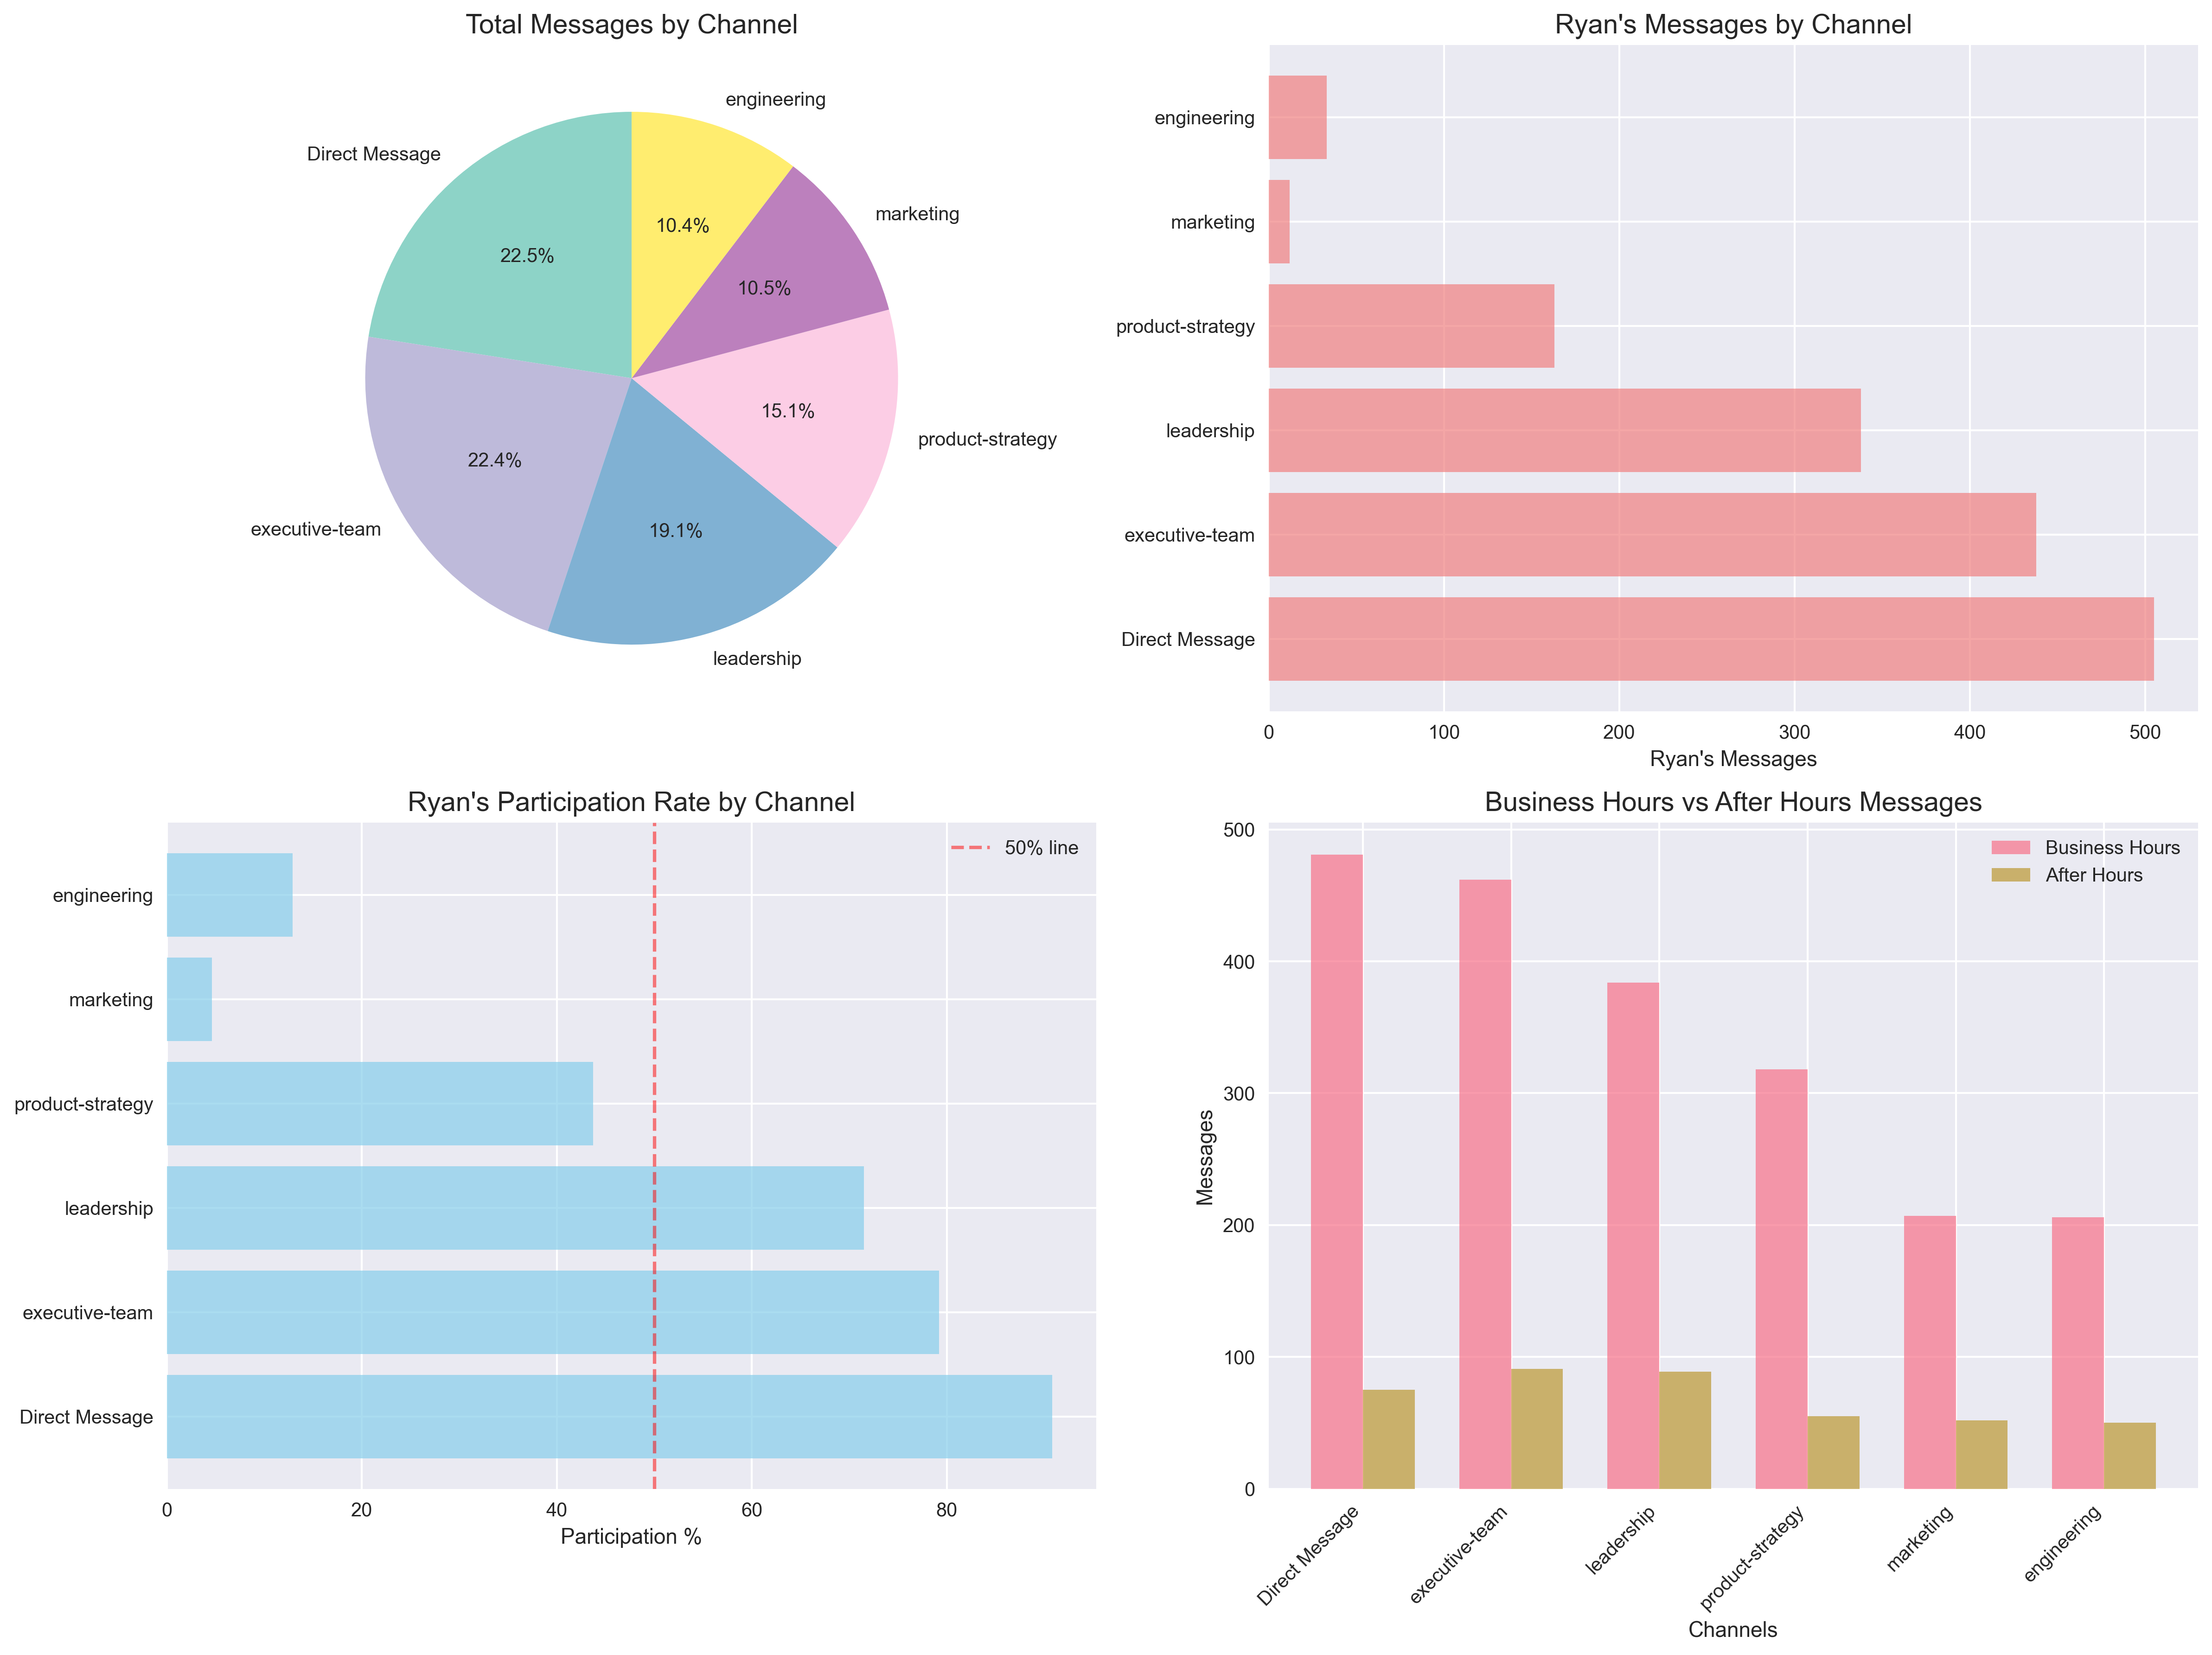 Total Messages by Channel
engineering
Direct Message
marketing
10.4%
22.5%
10.5%
15.1%
product-strategy
22.4%
executive-team
19.1%
leadership
Ryan's Messages by Channel
engineering
marketing
product-strategy
leadership
executive-team
Direct Message
0 100 200 300 400 500
Ryan's Messages
Ryan's Participation Rate by Channel
50% line
engineering
marketing
product-strategy
leadership
executive-team
Direct Message
0 20 40 60 80
Participation %
Business Hours vs After Hours Messages
Business Hours
After Hours
500
400
300
200
100
0
Messages
Direct Message
executive-team
leadership
product-strategy
marketing
engineering
Channels